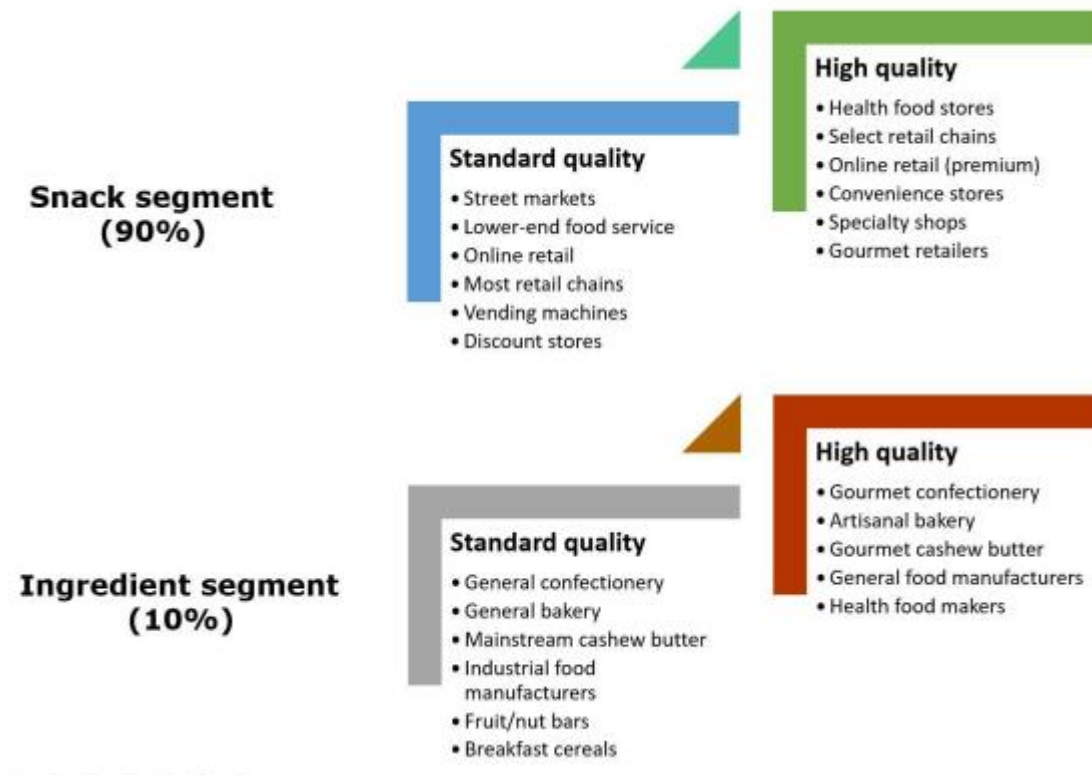 Snack segment
(90%)
Standard quality
• Street markets
• Lower-end food service
• Online retail
• Most retail chains
• Vending machines
• Discount stores
High quality
• Health food stores
• Select retail chains
• Online retail (premium)
• Convenience stores
• Specialty shops
• Gourmet retailers
Ingredient segment
(10%)
Standard quality
• General confectionery
• General bakery
• Mainstream cashew butter
• Industrial food
manufacturers
• Fruit/nut bars
• Breakfast cereals
High quality
• Gourmet confectionery
• Artisanal bakery
• Gourmet cashew butter
• General food manufacturers
• Health food makers